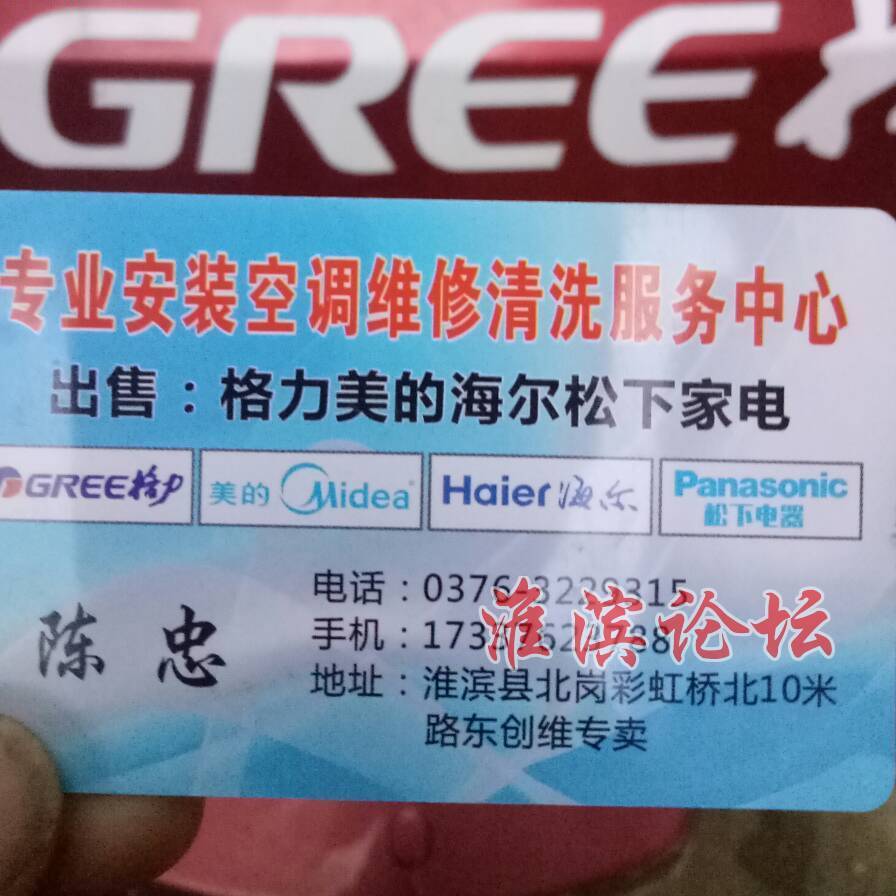 GREE
专业安装空调维修清洗服务中心
出售：格力美的海尔松下家电
GREE格力
美的 Midea
Haier海尔
Panasonic
松下电器
陈忠
电话：0376-3229315
手机：
淮滨论坛
地址：淮滨县北岗彩虹桥北10米
路东创维专卖